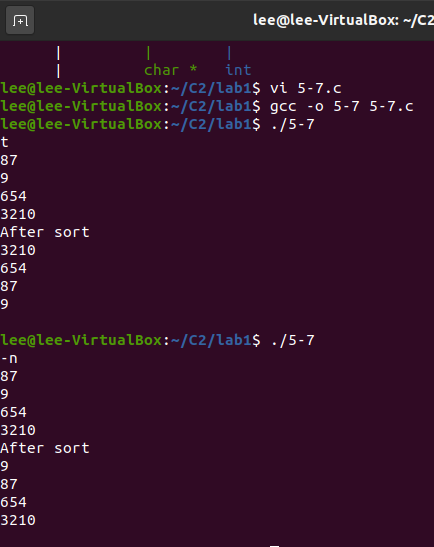 lee@lee-VirtualBox: ~/C2
|         |        |
|         char *   int
lee@lee-VirtualBox:~/C2/lab1$ vi 5-7.c
lee@lee-VirtualBox:~/C2/lab1$ gcc -o 5-7 5-7.c
lee@lee-VirtualBox:~/C2/lab1$ ./5-7
t
87
9
654
3210
After sort
3210
654
87
9
lee@lee-VirtualBox:~/C2/lab1$ ./5-7
-n
87
9
654
3210
After sort
9
87
654
3210